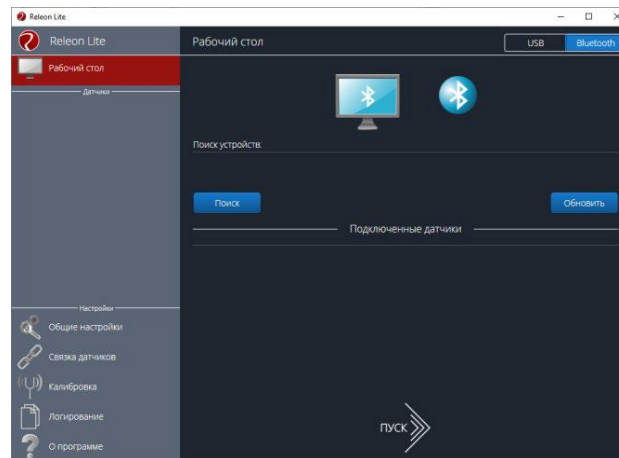 Releon Lite
Releon Lite
Рабочий стол
USB
Bluetooth
Рабочий стол
Датчики
Поиск устройств:
Поиск
Обновить
Подключенные датчики
Настройки
Общие настройки
Связка датчиков
Калибровка
Логирование
О программе
ПУСК